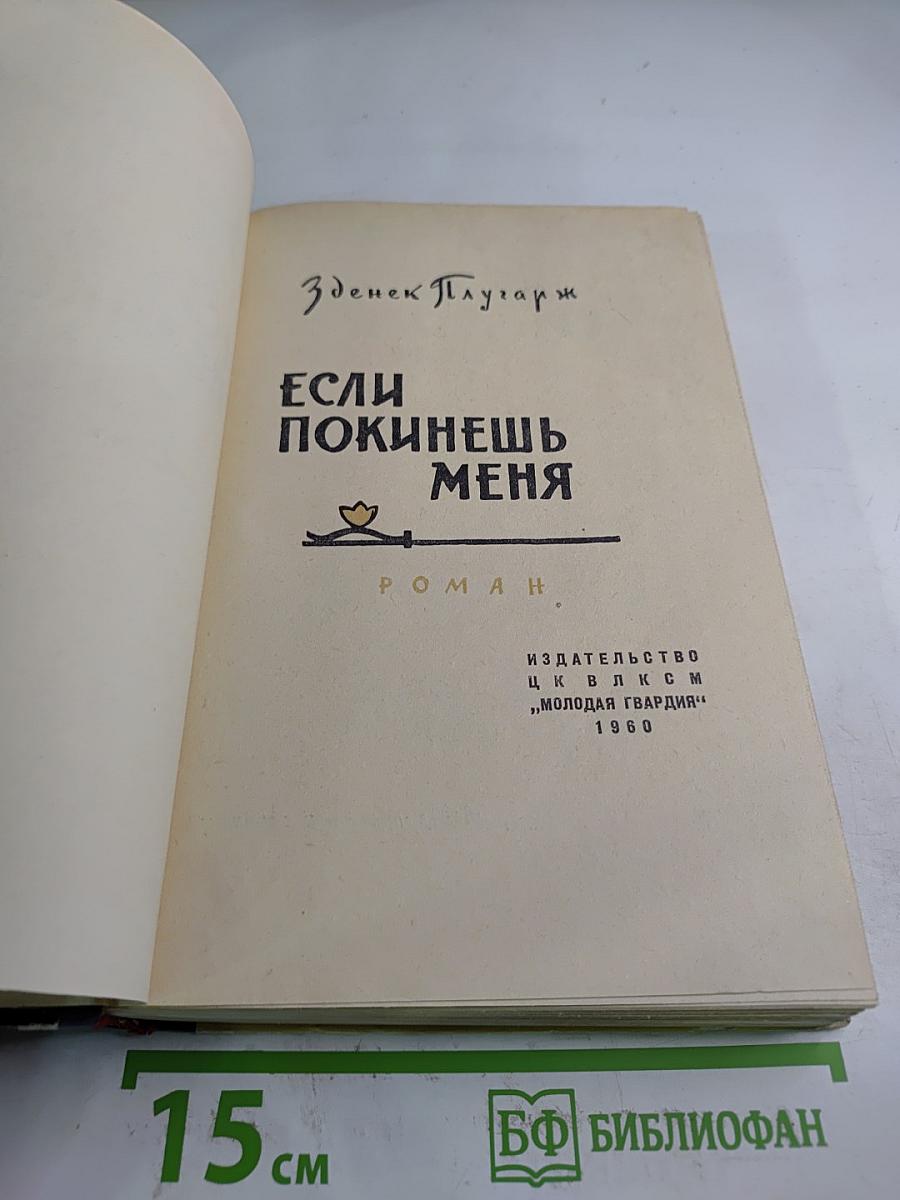 Зденек Плугарж
ЕСЛИ
ПОКИНЕШЬ
МЕНЯ
РОМАН
ИЗДАТЕЛЬСТВО
ЦК ВЛКСМ
„МОЛОДАЯ ГВАРДИЯ“
1960
15 см
БФ БИБЛИОФАН